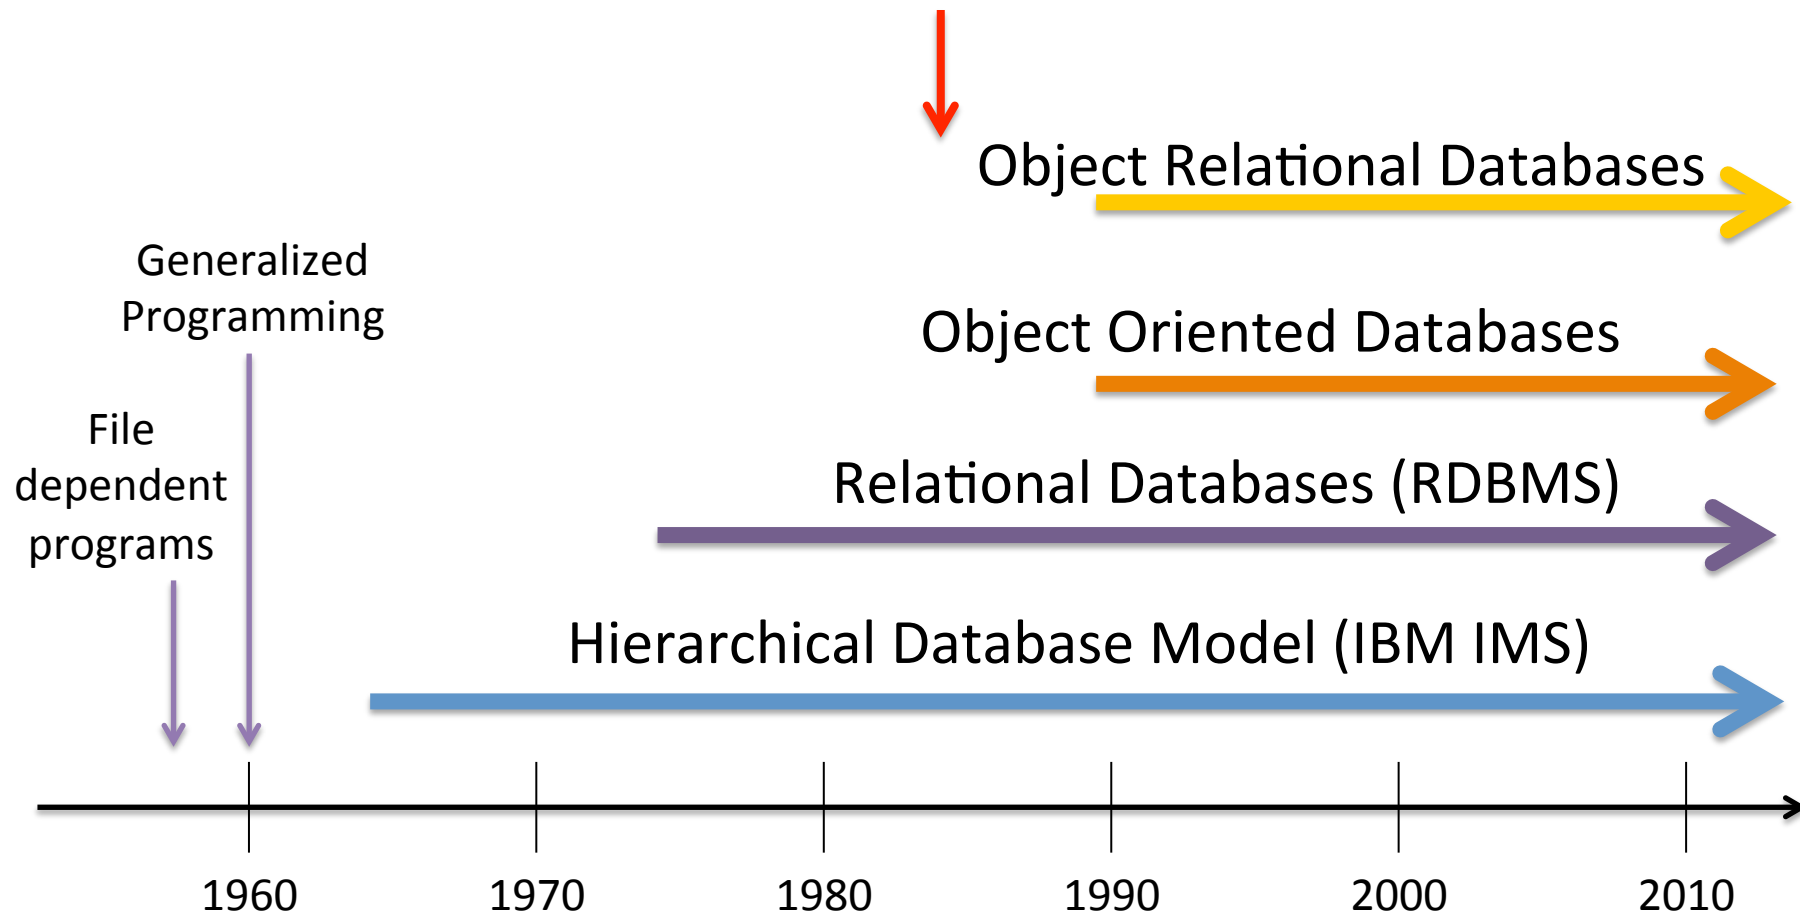 Object Relational Databases
Generalized
Programming
Object Oriented Databases
File
dependent
programs
Relational Databases (RDBMS)
Hierarchical Database Model (IBM IMS)
1960
1970
1980
1990
2000
2010